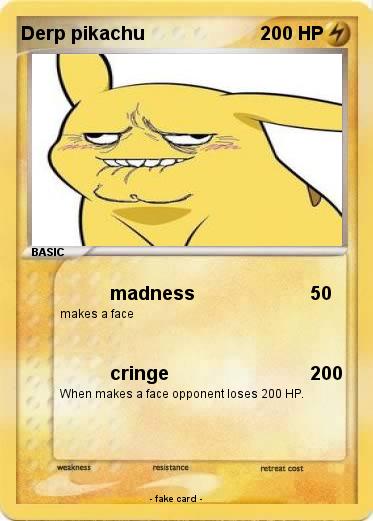 Derp pikachu 200 HP
BASIC
madness 50
makes a face
cringe 200
When makes a face opponent loses 200 HP.
weakness resistance retreat cost
- fake card -